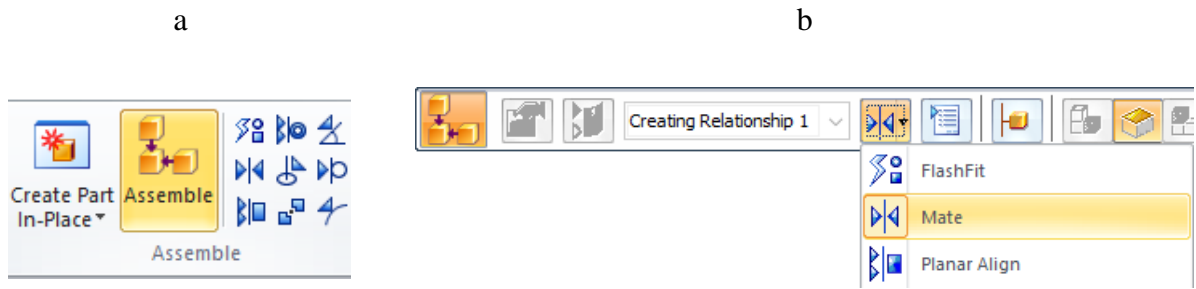 a
b
Create Part
In-Place
Assemble
Assemble
Creating Relationship 1
FlashFit
Mate
Planar Align